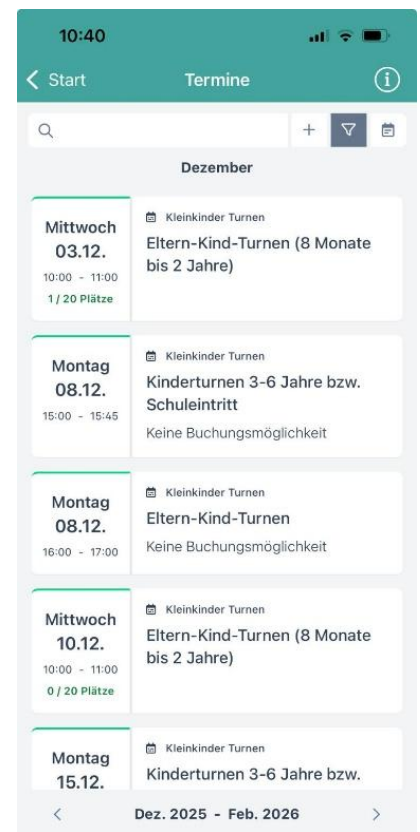 10:40
Start Termine
Dezember
Mittwoch
03.12.
10:00 - 11:00
1 / 20 Plätze
Kleinkinder Turnen
Eltern-Kind-Turnen (8 Monate
bis 2 Jahre)
Montag
08.12.
15:00 - 15:45
Kleinkinder Turnen
Kinderturnen 3-6 Jahre bzw.
Schuleintritt
Keine Buchungsmöglichkeit
Montag
08.12.
16:00 - 17:00
Kleinkinder Turnen
Eltern-Kind-Turnen
Keine Buchungsmöglichkeit
Mittwoch
10.12.
10:00 - 11:00
0 / 20 Plätze
Kleinkinder Turnen
Eltern-Kind-Turnen (8 Monate
bis 2 Jahre)
Montag
15.12.
Kleinkinder Turnen
Kinderturnen 3-6 Jahre bzw.
Dez. 2025 - Feb. 2026